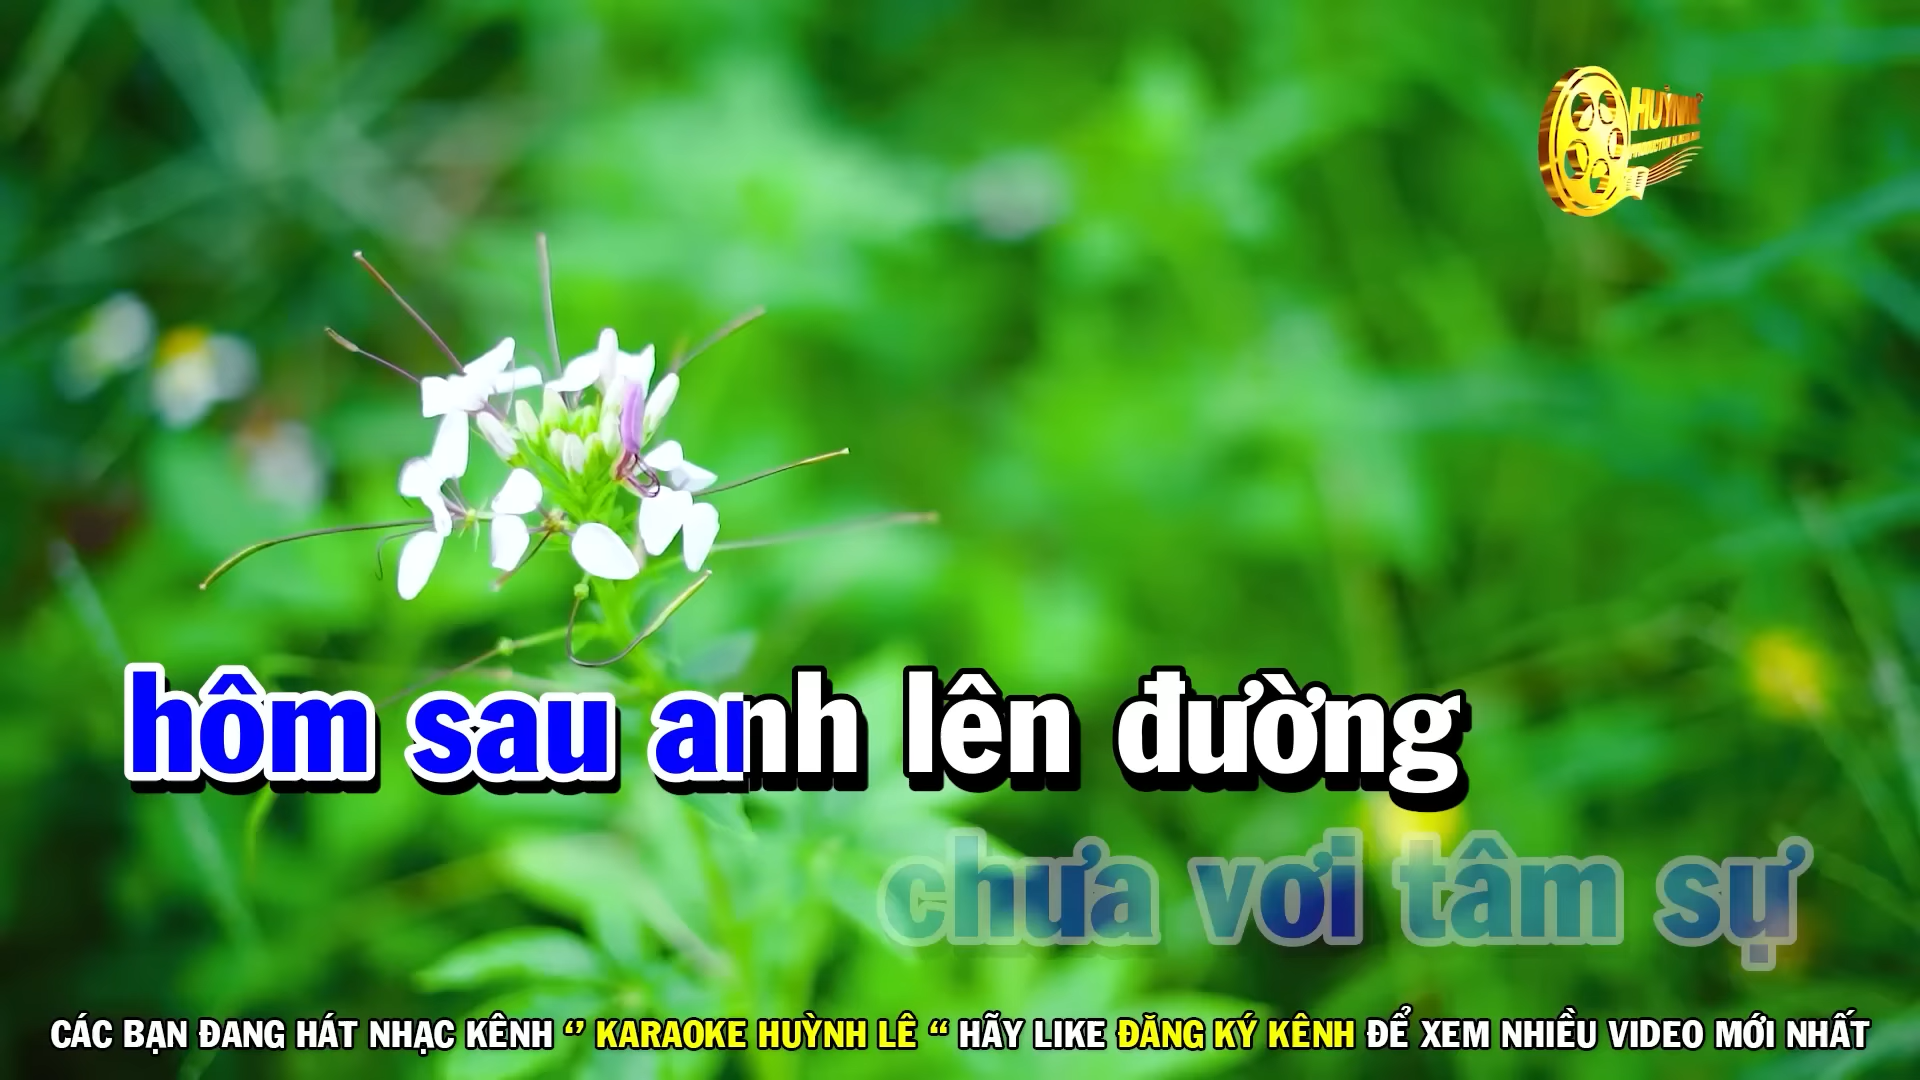 HUỲNH
hôm sau anh lên đường
chưa vơi tâm sự
CÁC BẠN ĐANG HÁT NHẠC KÊNH “ KARAOKE HUỲNH LÊ “ HÃY LIKE ĐĂNG KÝ KÊNH ĐỂ XEM NHIỀU VIDEO MỚI NHẤT